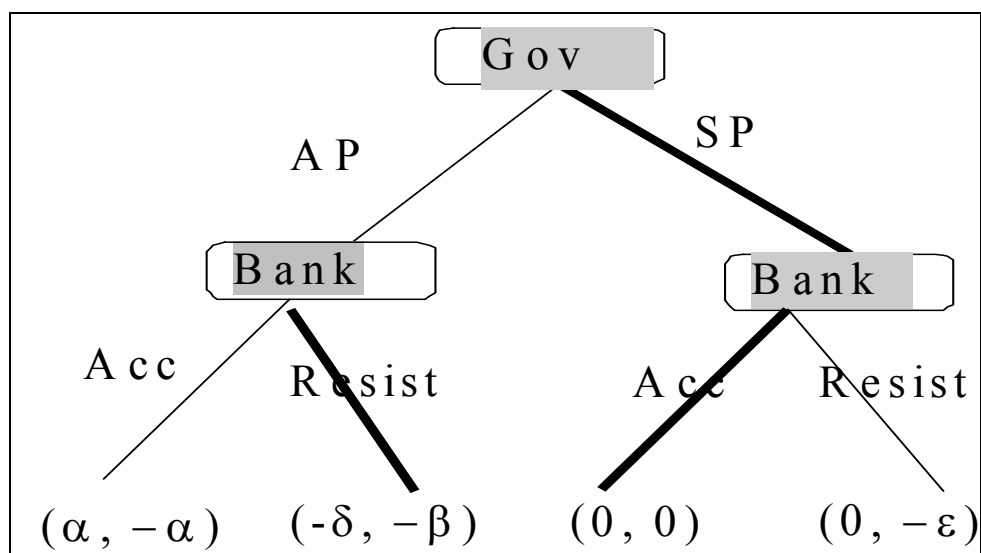 Gov
AP
SP
Bank
Bank
Acc
Resist
Acc
Resist
(α, −α)
(-δ, −β)
(0, 0)
(0, −ε)